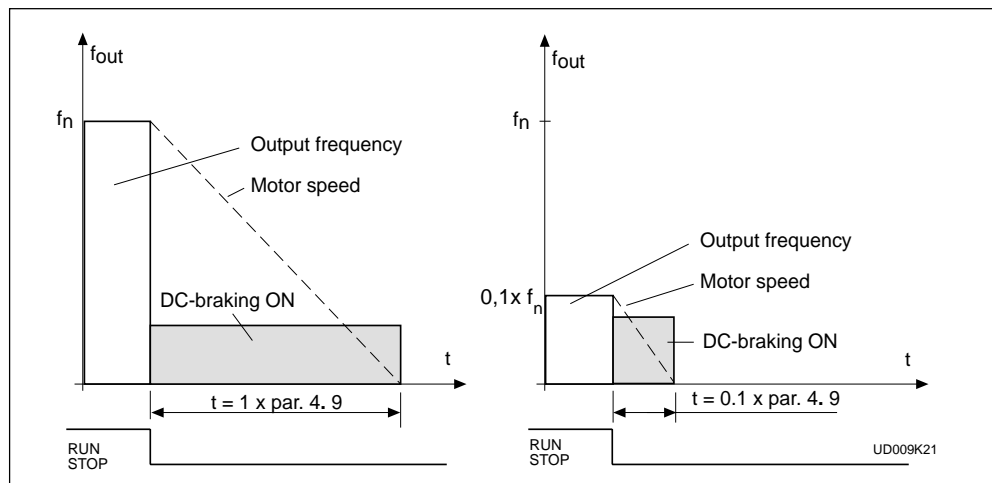 fout
fn
Output frequency
Motor speed
DC-braking ON
t
t = 1 x par. 4. 9
RUN
STOP
fout
fn
Output frequency
Motor speed
0,1x fn
DC-braking ON
t
t = 0.1 x par. 4. 9
RUN
STOP
UD009K21